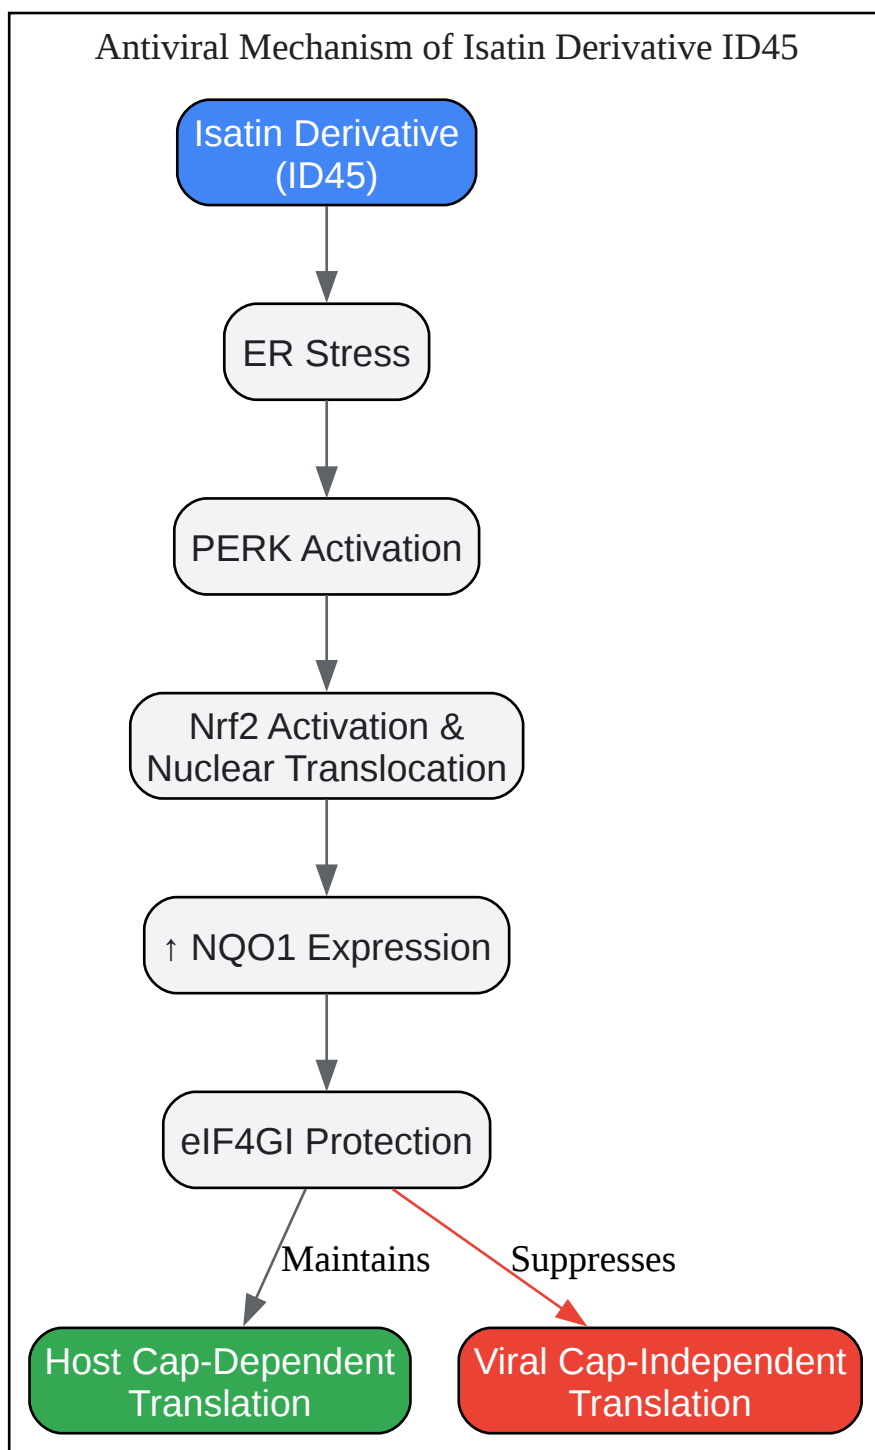 Antiviral Mechanism of Isatin Derivative ID45
Isatin Derivative
(ID45)
ER Stress
PERK Activation
Nrf2 Activation &
Nuclear Translocation
↑ NQO1 Expression
eIF4GI Protection
Maintains
Suppresses
Host Cap-Dependent
Translation
Viral Cap-Independent
Translation